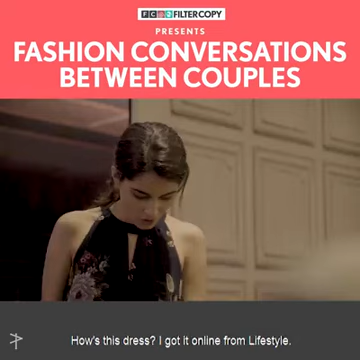 FC FILTERCOPY
PRESENTS
FASHION CONVERSATIONS
BETWEEN COUPLES
How's this dress? I got it online from Lifestyle.